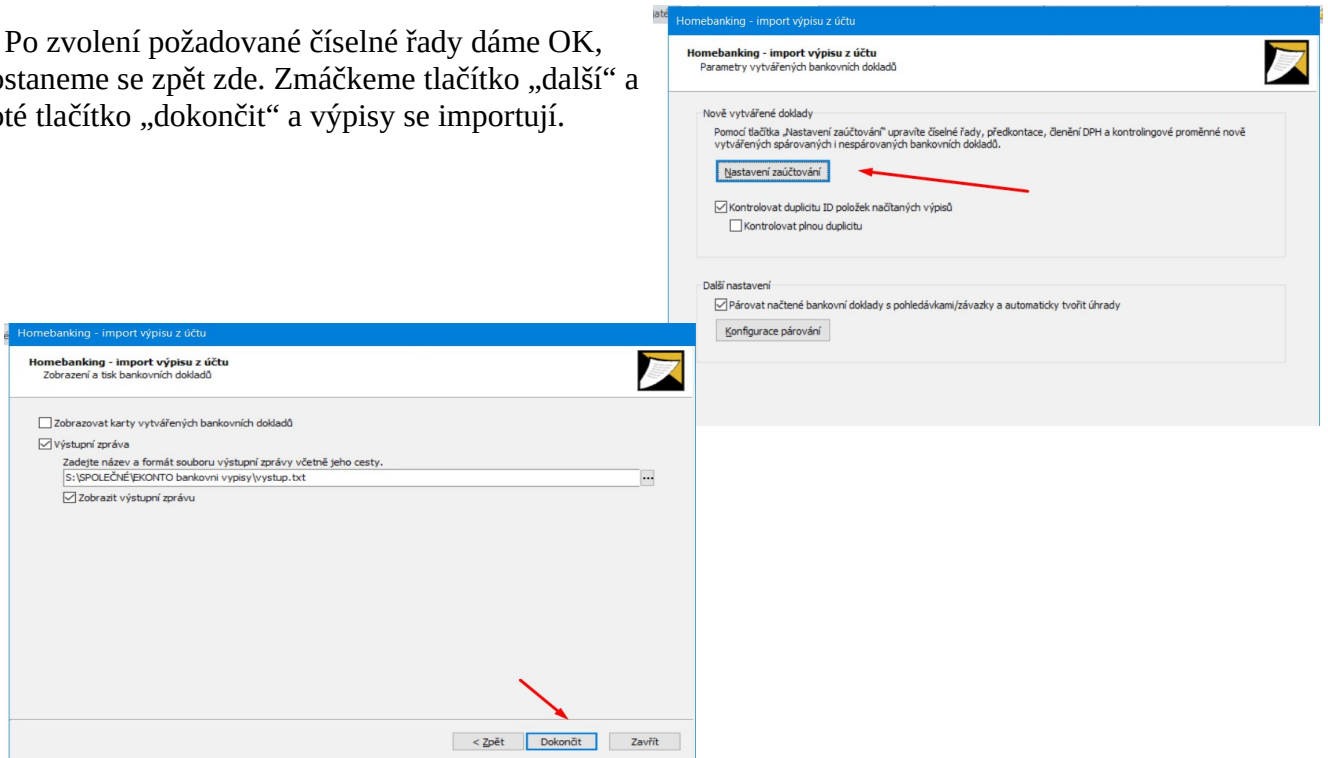 Po zvolení požadované číselné řady dáme OK,
ostaneme se zpět zde. Zmáčkeme tlačítko „další“ a
oté tlačítko „dokončit“ a výpisy se importují.
Homebanking - import výpisu z účtu
Homebanking - import výpisu z účtu
Parametry vytvářených bankovních dokladů
Nově vytvářené doklady
Pomocí tlačítka „Nastavení zaúčtování“ upravíte číselné řady, předkontace, členění DPH a kontrolingové proměnné nově
vytvářených spárovaných i nespárovaných bankovních dokladů.
Nastavení zaúčtování
Kontrolovat duplicitu ID položek načítaných výpisů
Kontrolovat plnou duplicitu
Další nastavení
Párovat načtené bankovní doklady s pohledávkami/závazky a automaticky tvořit úhrady
Konfigurace párování
Homebanking - import výpisu z účtu
Homebanking - import výpisu z účtu
Zobrazení a tisk bankovních dokladů
Zobrazovat karty vytvářených bankovních dokladů
Výstupní zpráva
Zadejte název a formát souboru výstupní zprávy včetně jeho cesty.
S:\SPOLEČNÉ\EKONTO bankovni vypisy\vystup.txt
...
Zobrazit výstupní zprávu
< Zpět Dokončit Zavřít